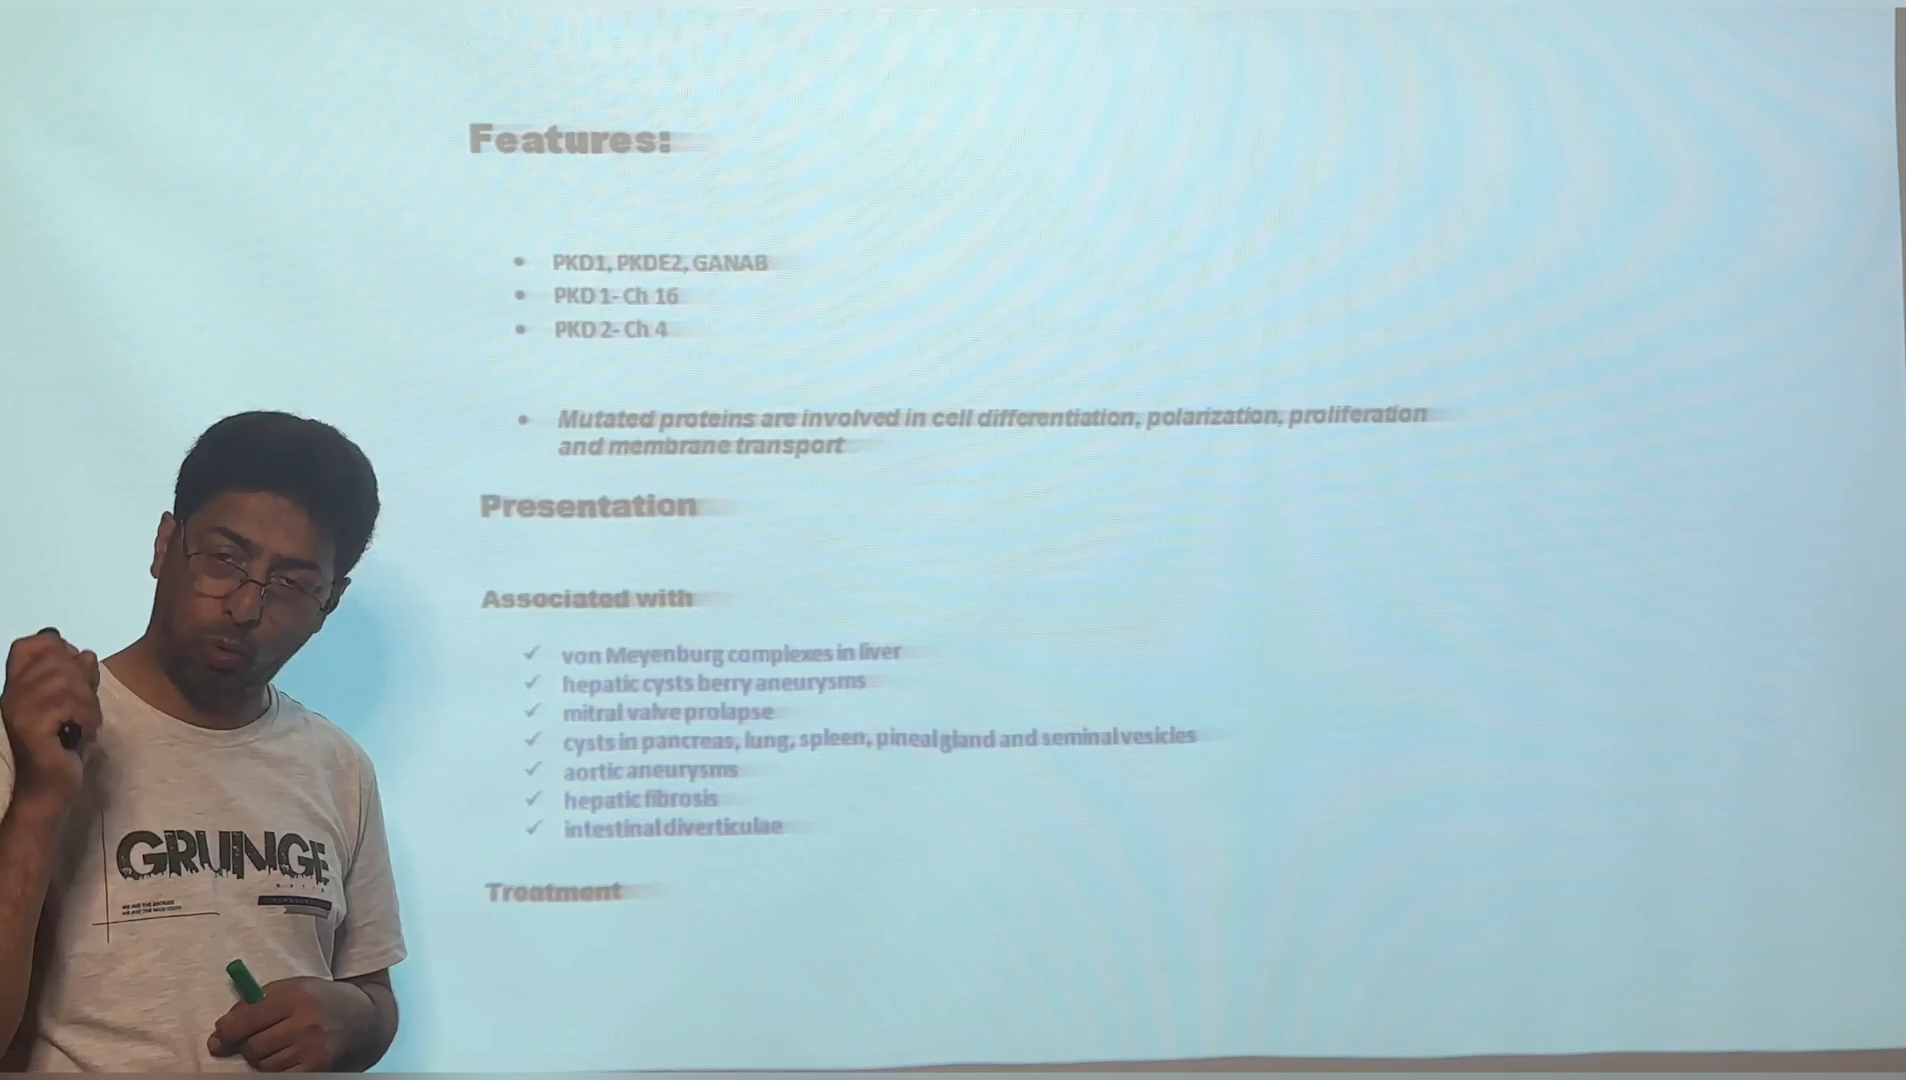 Features:
• PKD1, PKDE2, GANAB
• PKD 1- Ch 16
• PKD 2- Ch 4
• Mutated proteins are involved in cell differentiation, polarization, proliferation
and membrane transport
Presentation
Associated with
✓ von Meyenburg complexes in liver
✓ hepatic cysts berry aneurysms
✓ mitral valve prolapse
✓ cysts in pancreas, lung, spleen, pineal gland and seminal vesicles
✓ aortic aneurysms
✓ hepatic fibrosis
✓ intestinal diverticulae
Treatment
GRUNGE